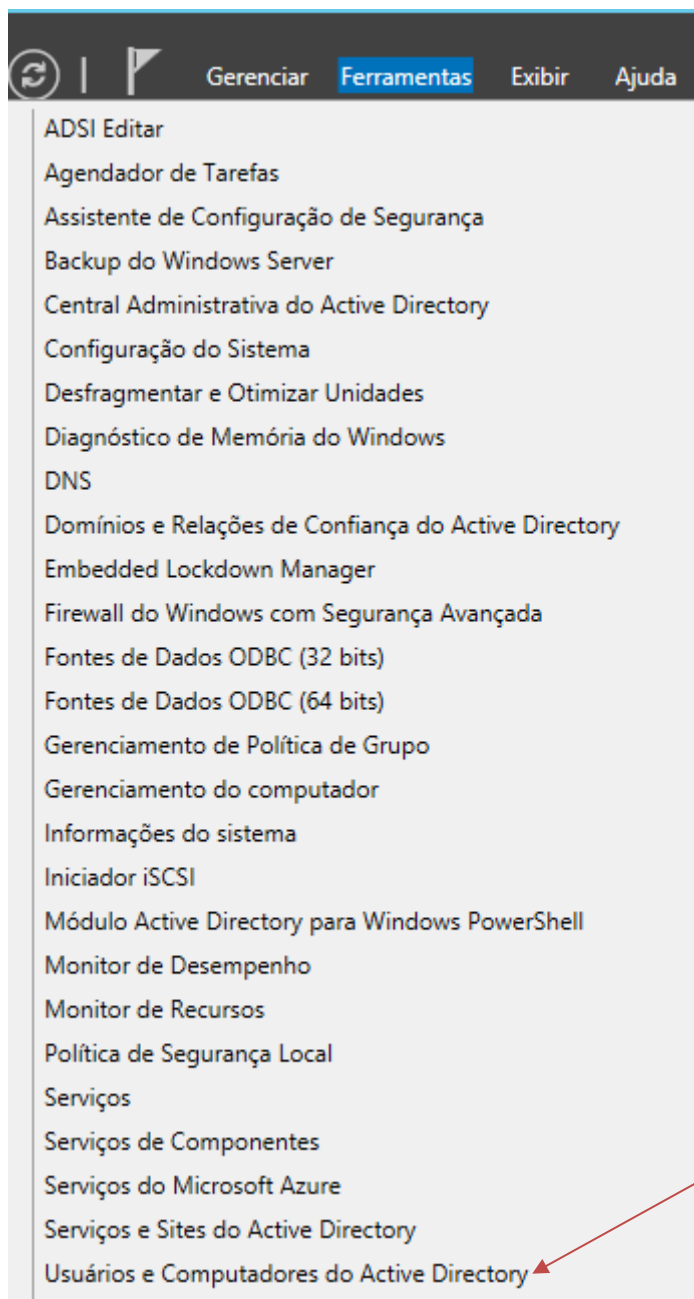 Gerenciar Ferramentas Exibir Ajuda
ADSI Editar
Agendador de Tarefas
Assistente de Configuração de Segurança
Backup do Windows Server
Central Administrativa do Active Directory
Configuração do Sistema
Desfragmentar e Otimizar Unidades
Diagnóstico de Memória do Windows
DNS
Domínios e Relações de Confiança do Active Directory
Embedded Lockdown Manager
Firewall do Windows com Segurança Avançada
Fontes de Dados ODBC (32 bits)
Fontes de Dados ODBC (64 bits)
Gerenciamento de Política de Grupo
Gerenciamento do computador
Informações do sistema
Iniciador iSCSI
Módulo Active Directory para Windows PowerShell
Monitor de Desempenho
Monitor de Recursos
Política de Segurança Local
Serviços
Serviços de Componentes
Serviços do Microsoft Azure
Serviços e Sites do Active Directory
Usuários e Computadores do Active Directory